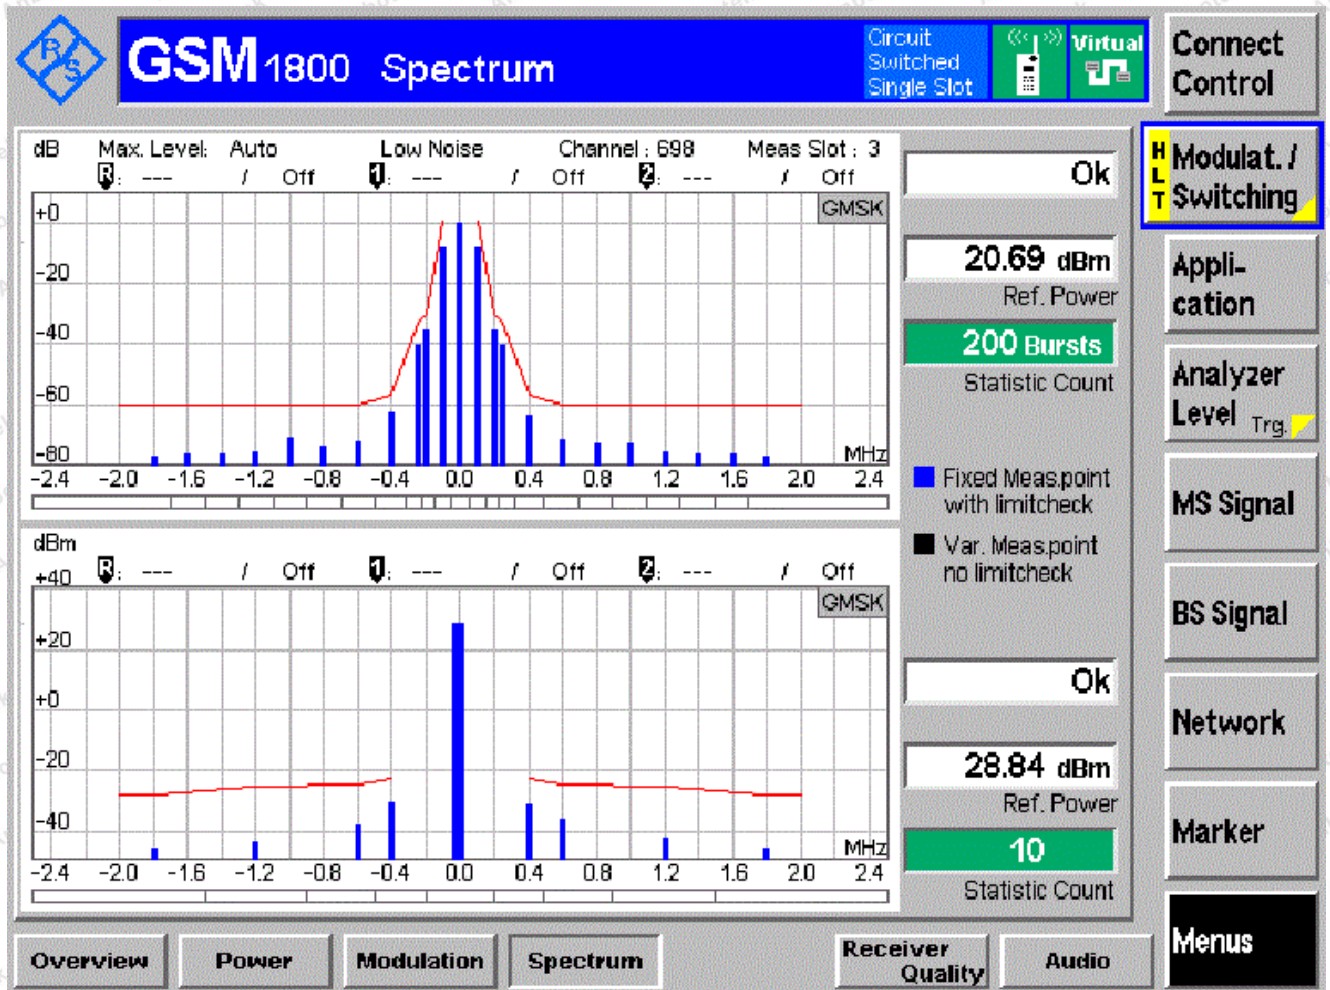 R&S
GSM 1800 Spectrum
Circuit
Switched
Single Slot
Virtual
Connect
Control
dB Max. Level: Auto Low Noise Channel : 698 Meas Slot : 3
R : --- / Off 1 : --- / Off 2 : --- / Off
GMSK
+0
-20
-40
-60
-80
MHz
-2.4 -2.0 -1.6 -1.2 -0.8 -0.4 0.0 0.4 0.8 1.2 1.6 2.0 2.4
Ok
20.69 dBm
Ref. Power
200 Bursts
Statistic Count
Fixed Meas.point
with limitcheck
Var. Meas.point
no limitcheck
dBm
R : --- / Off 1 : --- / Off 2 : --- / Off
GMSK
+40
+20
+0
-20
-40
MHz
-2.4 -2.0 -1.6 -1.2 -0.8 -0.4 0.0 0.4 0.8 1.2 1.6 2.0 2.4
Ok
28.84 dBm
Ref. Power
10
Statistic Count
HLT
Modulat. /
Switching
Appli-
cation
Analyzer
Level Trg.
MS Signal
BS Signal
Network
Marker
Menus
Overview Power Modulation Spectrum
Receiver
Quality
Audio